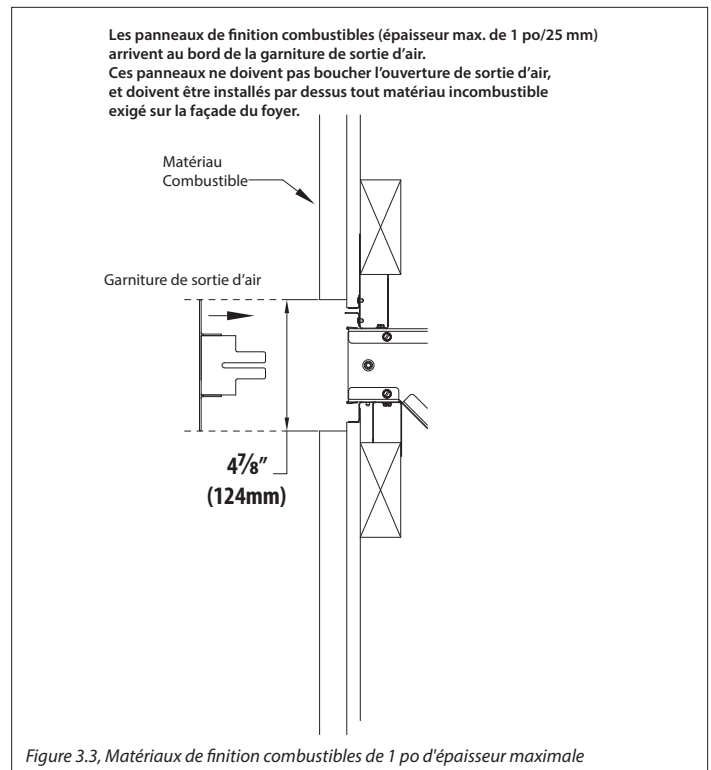 Les panneaux de finition combustibles (épaisseur max. de 1 po/25 mm)
arrivent au bord de la garniture de sortie d’air.
Ces panneaux ne doivent pas boucher l’ouverture de sortie d’air,
et doivent être installés par dessus tout matériau incombustible
exigé sur la façade du foyer.
Matériau
Combustible
Garniture de sortie d’air
4⅞"
(124mm)
Figure 3.3, Matériaux de finition combustibles de 1 po d'épaisseur maximale